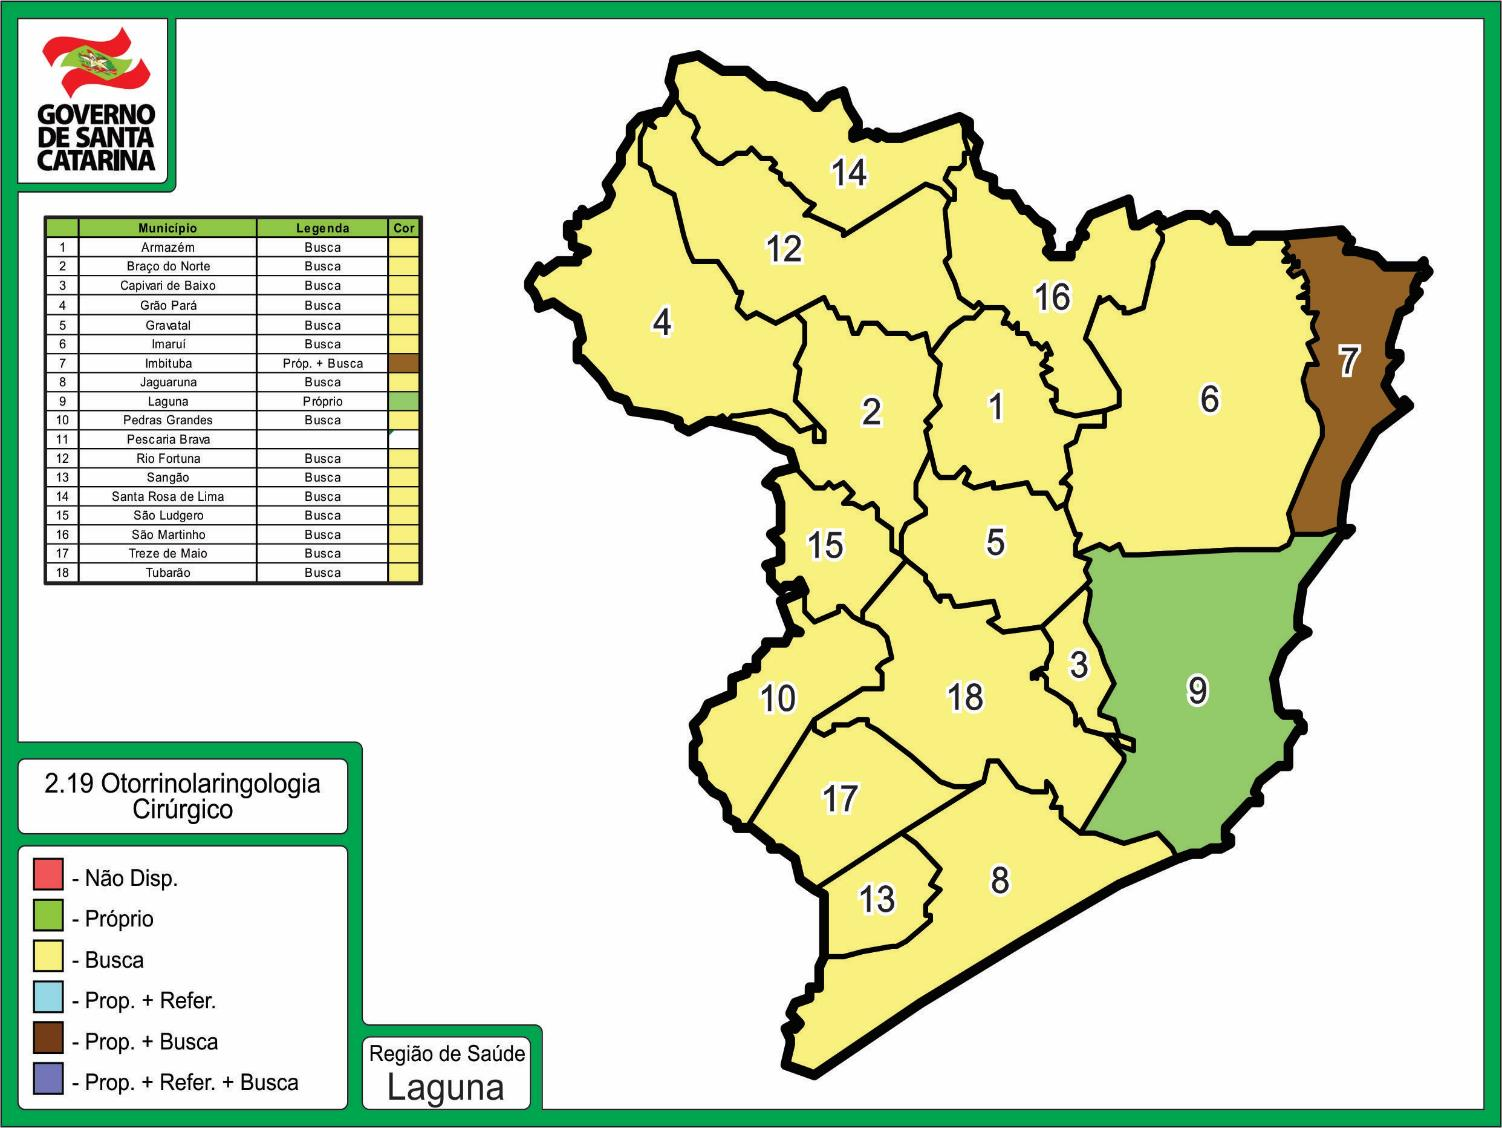 GOVERNO
DE SANTA
CATARINA
Município Legenda Cor
1 Armazém Busca
2 Braço do Norte Busca
3 Capivari de Baixo Busca
4 Grão Pará Busca
5 Gravatal Busca
6 Imaruí Busca
7 Imbituba Próp. + Busca
8 Jaguaruna Busca
9 Laguna Próprio
10 Pedras Grandes Busca
11 Pescaria Brava
12 Rio Fortuna Busca
13 Sangão Busca
14 Santa Rosa de Lima Busca
15 São Ludgero Busca
16 São Martinho Busca
17 Treze de Maio Busca
18 Tubarão Busca
14
12
16
4
7
6
2
1
15
5
3
10
18
9
17
13
8
2.19 Otorrinolaringologia
Cirúrgico
- Não Disp.
- Próprio
- Busca
- Prop. + Refer.
- Prop. + Busca
- Prop. + Refer. + Busca
Região de Saúde
Laguna